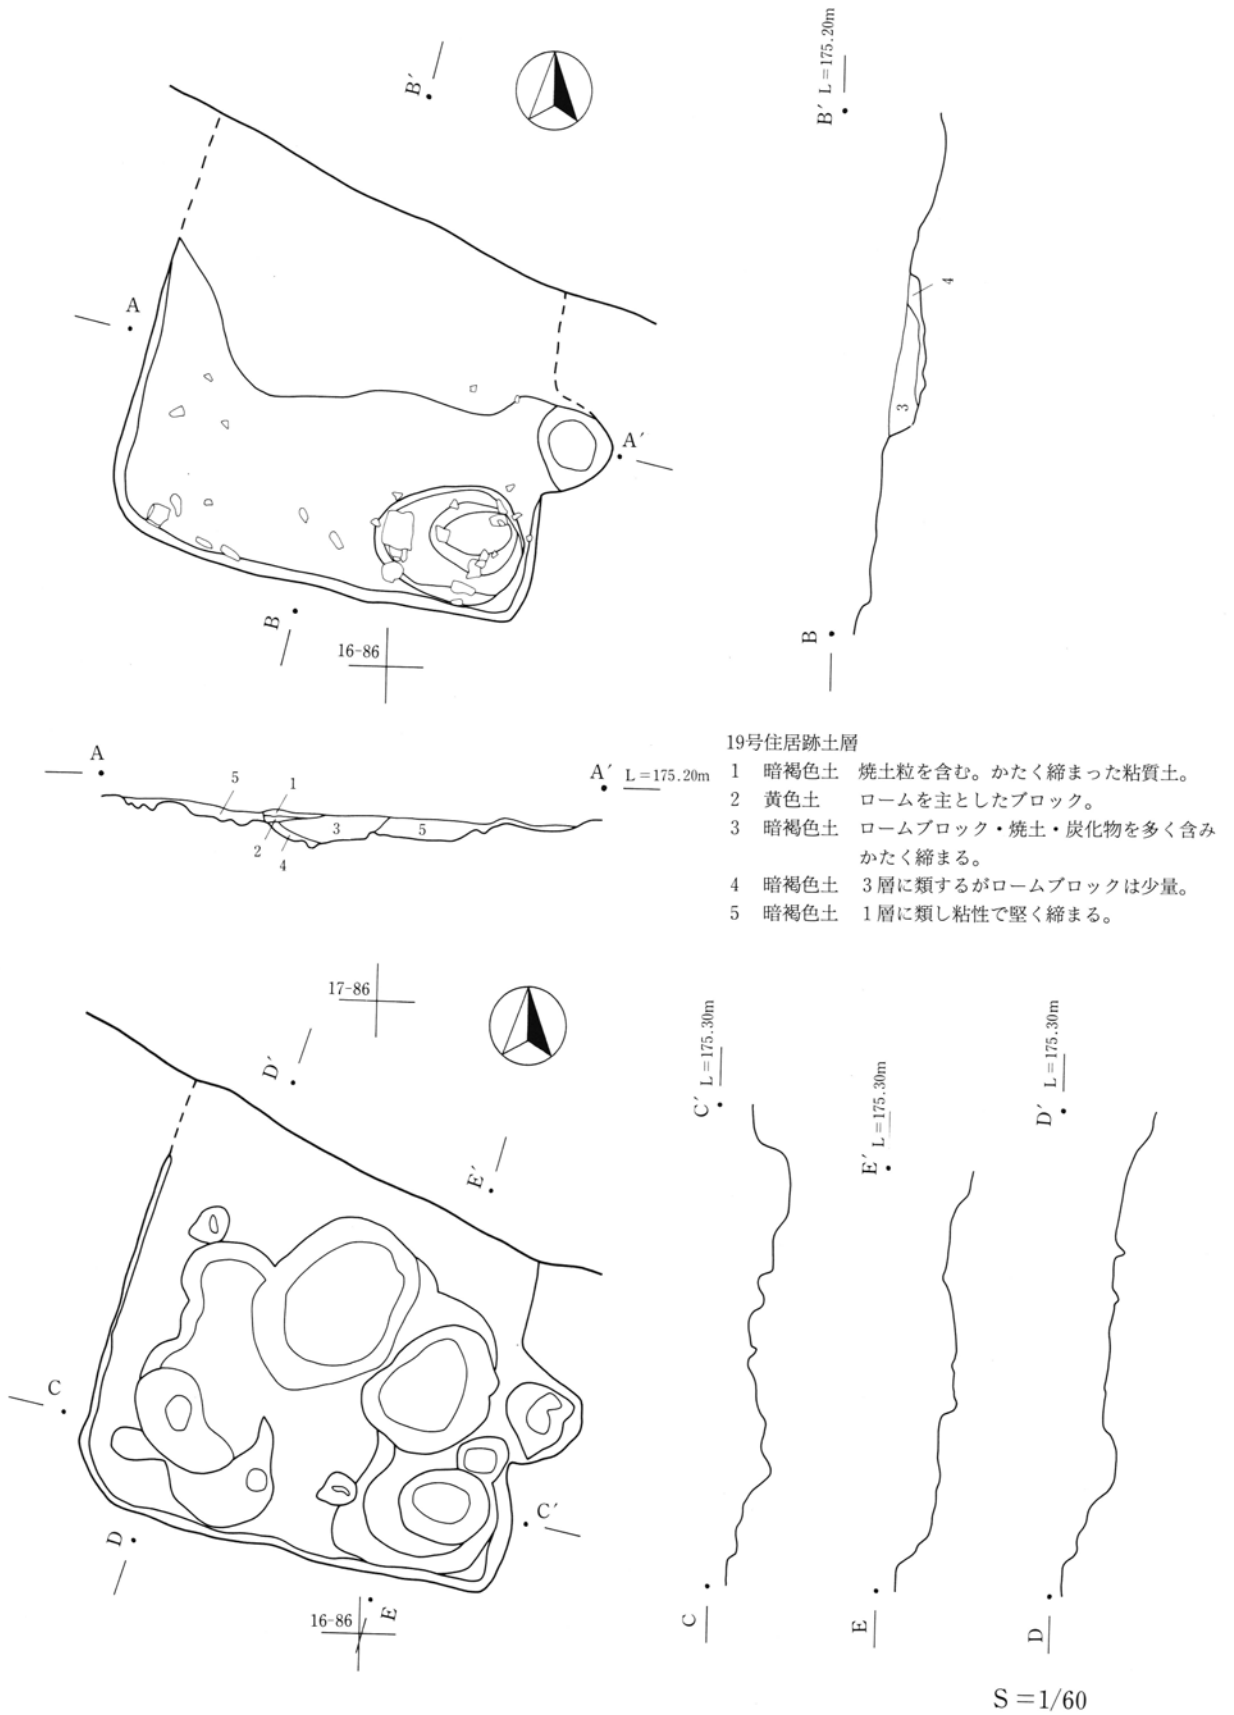 B′
B′ L=175.20m
A
4
3
A′
B
16-86
B
A
5
1
A′ L=175.20m
3
5
2
4
19号住居跡土層
1 暗褐色土 焼土粒を含む。かたく締まった粘質土。
2 黄色土 ロームを主としたブロック。
3 暗褐色土 ロームブロック・焼土・炭化物を多く含み
かたく締まる。
4 暗褐色土 3層に類するがロームブロックは少量。
5 暗褐色土 1層に類し粘性で堅く締まる。
17-86
D′
E′
C′ L=175.30m
E′ L=175.30m
D′ L=175.30m
C
C′
D
16-86
E
C
E
D
S=1/60